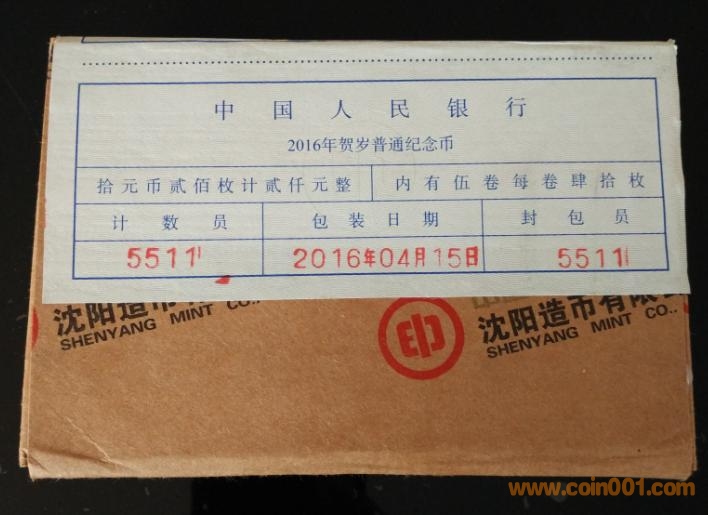 中国人民银行
2016年贺岁普通纪念币
拾元币贰佰枚计贰仟元整 内有伍卷每卷肆拾枚
计数员 包装日期 封包员
5511 2016年04月15日 5511
沈阳造币有限 沈阳造币有限公
SHENYANG MINT CO.. SHENYANG MINT CO..
www.coin001.com